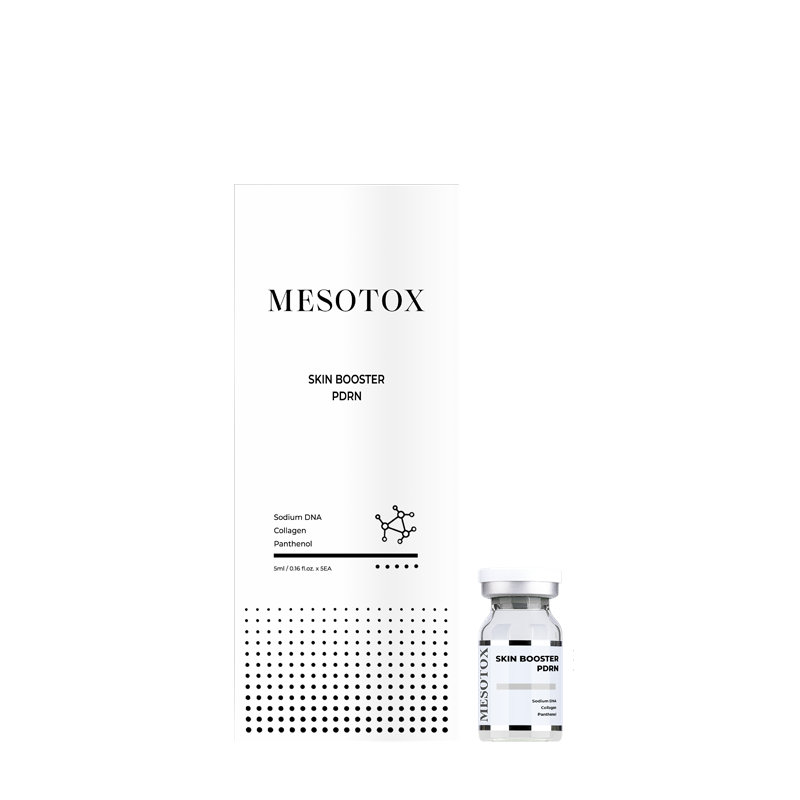 MESOTOX
SKIN BOOSTER
PDRN
Sodium DNA
Collagen
Panthenol
5ml / 0.16 fl.oz. x 5EA
MESOTOX
SKIN BOOSTER
PDRN
Sodium DNA
Collagen
Panthenol